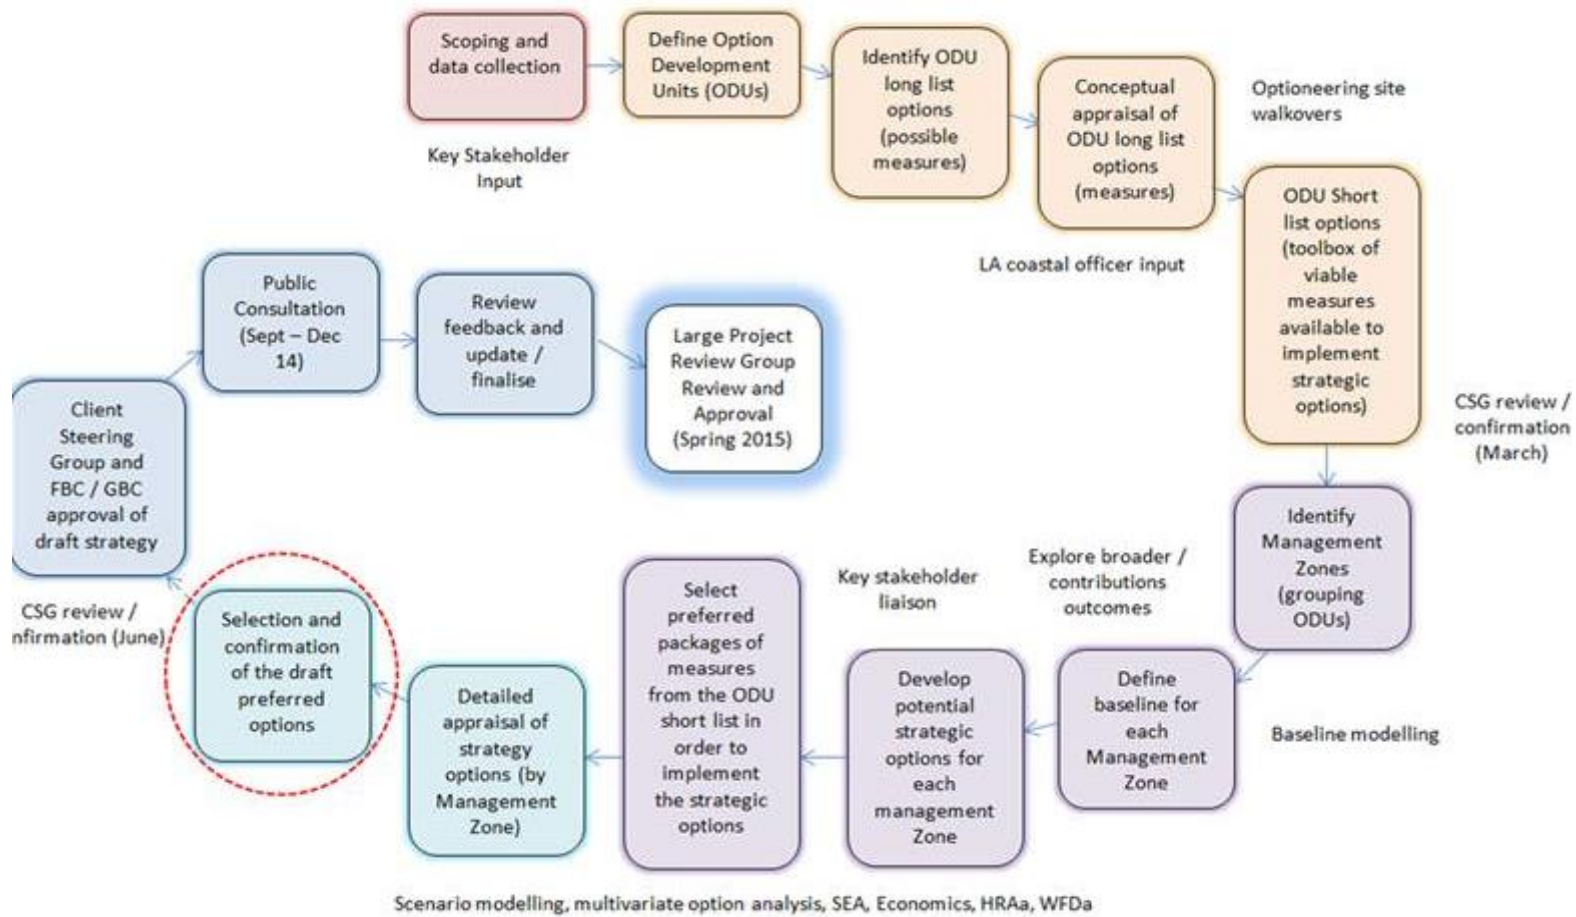 Scoping and
data collection
Key Stakeholder
Input
Define Option
Development
Units (ODUs)
Identify ODU
long list
options
(possible
measures)
Conceptual
appraisal of
ODU long list
options
(measures)
Optioneering site
walkovers
LA coastal officer input
ODU Short
list options
(toolbox of
viable
measures
available to
implement
strategic
options)
CSG review /
confirmation
(March)
Identify
Management
Zones
(grouping
ODUs)
Baseline modelling
Define
baseline for
each
Management
Zone
Explore broader /
contributions
outcomes
Develop
potential
strategic
options for
each
management
Zone
Key stakeholder
liaison
Select
preferred
packages of
measures
from the ODU
short list in
order to
implement
the strategic
options
Detailed
appraisal of
strategy
options (by
Management
Zone)
Scenario modelling, multivariate option analysis, SEA, Economics, HRAa, WFDa
Selection and
confirmation
of the draft
preferred
options
CSG review /
nfirmation (June)
Client
Steering
Group and
FBC / GBC
approval of
draft strategy
Public
Consultation
(Sept – Dec
14)
Review
feedback and
update /
finalise
Large Project
Review Group
Review and
Approval
(Spring 2015)